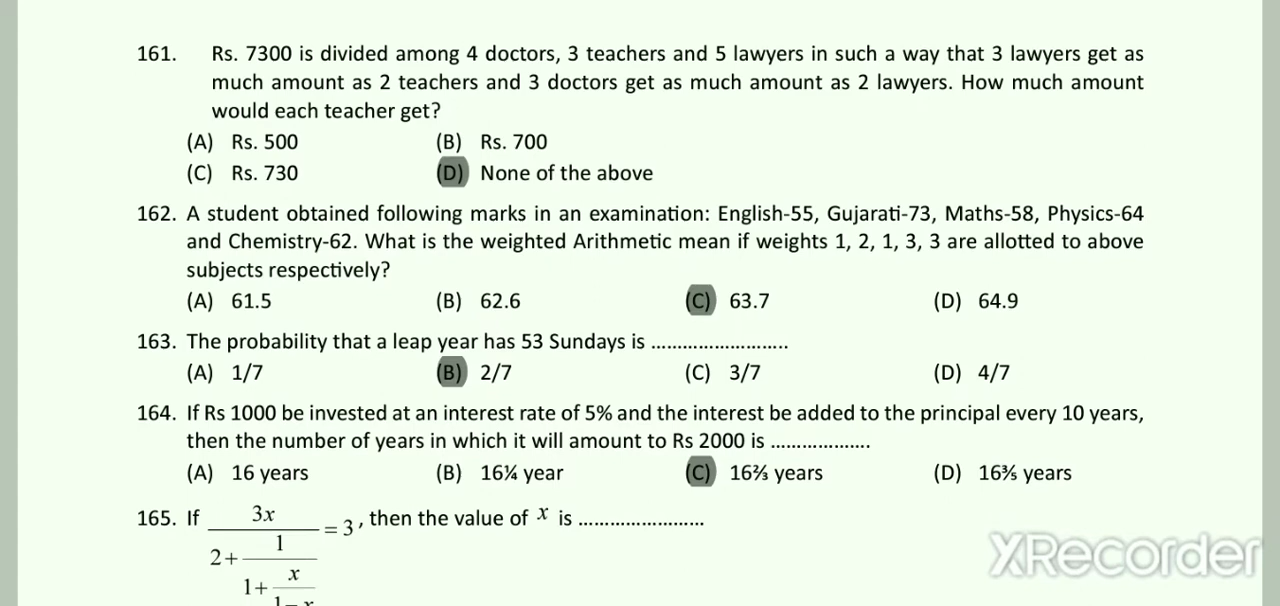 161. Rs. 7300 is divided among 4 doctors, 3 teachers and 5 lawyers in such a way that 3 lawyers get as
much amount as 2 teachers and 3 doctors get as much amount as 2 lawyers. How much amount
would each teacher get?
(A) Rs. 500 (B) Rs. 700
(C) Rs. 730 (D) None of the above
162. A student obtained following marks in an examination: English-55, Gujarati-73, Maths-58, Physics-64
and Chemistry-62. What is the weighted Arithmetic mean if weights 1, 2, 1, 3, 3 are allotted to above
subjects respectively?
(A) 61.5 (B) 62.6 (C) 63.7 (D) 64.9
163. The probability that a leap year has 53 Sundays is ..........................
(A) 1/7 (B) 2/7 (C) 3/7 (D) 4/7
164. If Rs 1000 be invested at an interest rate of 5% and the interest be added to the principal every 10 years,
then the number of years in which it will amount to Rs 2000 is ...................
(A) 16 years (B) 16¼ year (C) 16⅔ years (D) 16⅗ years
165. If 3x = 3, then the value of x is ........................
1
2+
x
1+
1−x
XRecorder